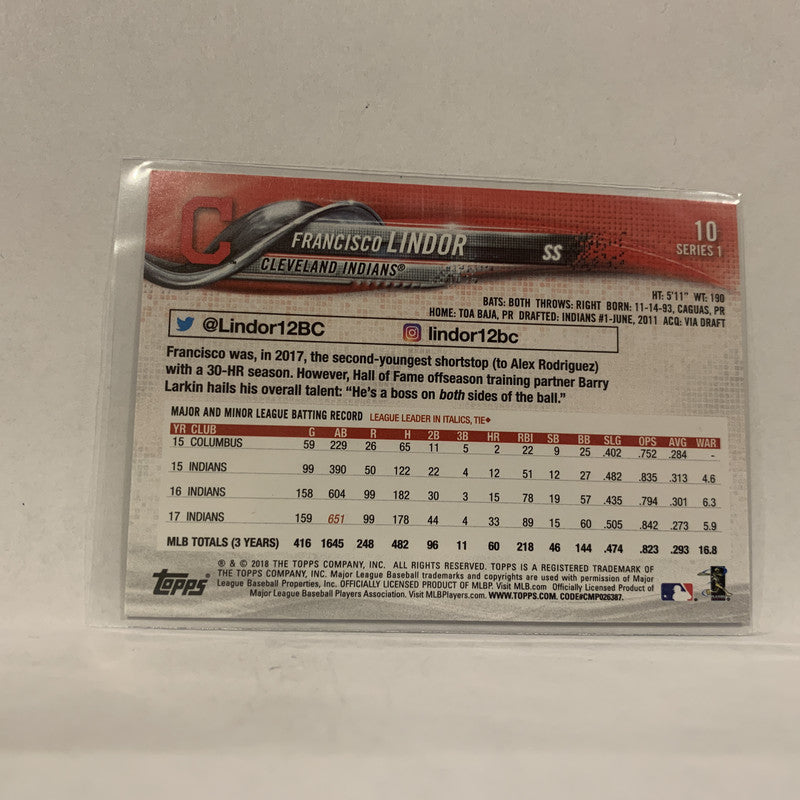 C
FRANCISCO LINDOR SS
CLEVELAND INDIANS®
10
SERIES 1
HT: 5'11" WT: 190
BATS: BOTH THROWS: RIGHT BORN: 11-14-93, CAGUAS, PR
HOME: TOA BAJA, PR DRAFTED: INDIANS #1-JUNE, 2011 ACQ: VIA DRAFT
@Lindor12BC lindor12bc
Francisco was, in 2017, the second-youngest shortstop (to Alex Rodriguez)
with a 30-HR season. However, Hall of Fame offseason training partner Barry
Larkin hails his overall talent: “He's a boss on both sides of the ball.”
MAJOR AND MINOR LEAGUE BATTING RECORD LEAGUE LEADER IN ITALICS, TIE♦
YR CLUB G AB R H 2B 3B HR RBI SB BB SLG OPS AVG WAR
15 COLUMBUS 59 229 26 65 11 5 2 22 9 25 .402 .752 .284 -
15 INDIANS 99 390 50 122 22 4 12 51 12 27 .482 .835 .313 4.6
16 INDIANS 158 604 99 182 30 3 15 78 19 57 .435 .794 .301 6.3
17 INDIANS 159 651 99 178 44 4 33 89 15 60 .505 .842 .273 5.9
MLB TOTALS (3 YEARS) 416 1645 248 482 96 11 60 218 46 144 .474 .823 .293 16.8
® & © 2018 THE TOPPS COMPANY, INC. ALL RIGHTS RESERVED. TOPPS IS A REGISTERED TRADEMARK OF
THE TOPPS COMPANY, INC. Major League Baseball trademarks and copyrights are used with permission of Major
League Baseball Properties, Inc. OFFICIALLY LICENSED PRODUCT OF MLBP. Visit MLB.com Officially Licensed Product of
Major League Baseball Players Association. Visit MLBPlayers.com. WWW.TOPPS.COM. CODE#CMP026387.
Topps